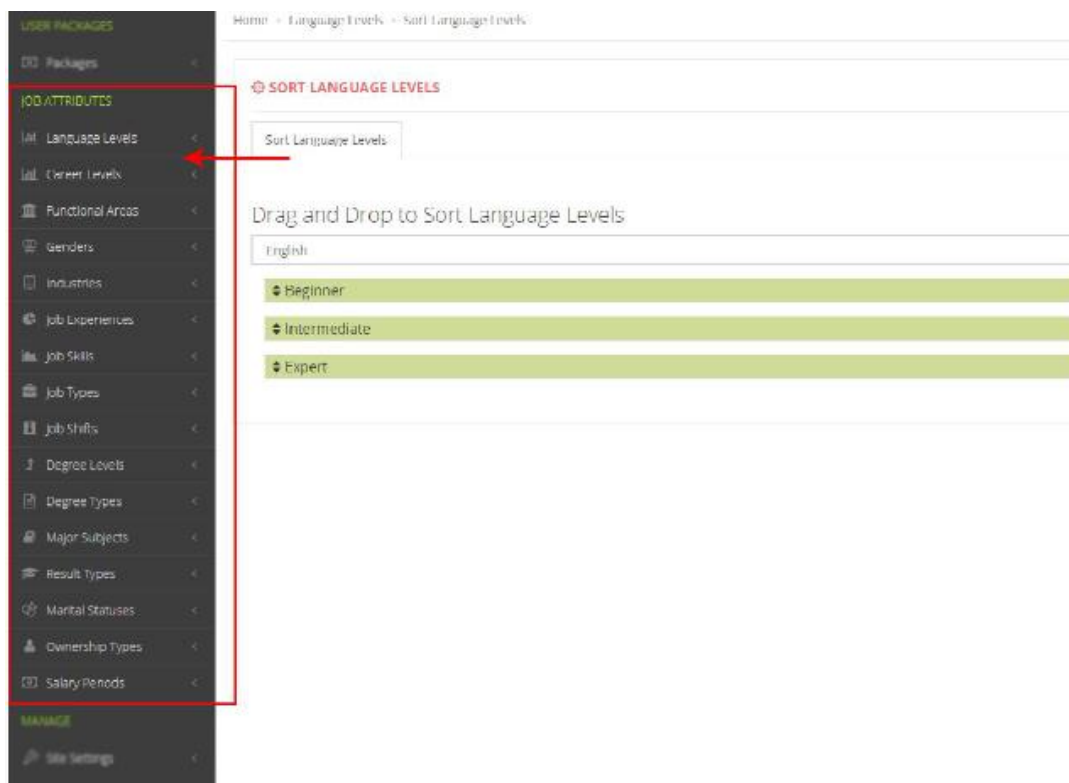 USER PACKAGES
Packages
JOB ATTRIBUTES
Language Levels
Career Levels
Functional Areas
Genders
Industries
Job Experiences
Job Skills
Job Types
Job Shifts
Degree Levels
Degree Types
Major Subjects
Result Types
Marital Statuses
Ownership Types
Salary Periods
MANAGE
Site Settings
Home Language Levels Sort Language Levels
SORT LANGUAGE LEVELS
Sort Language Levels
Drag and Drop to Sort Language Levels
English
Beginner
Intermediate
Expert